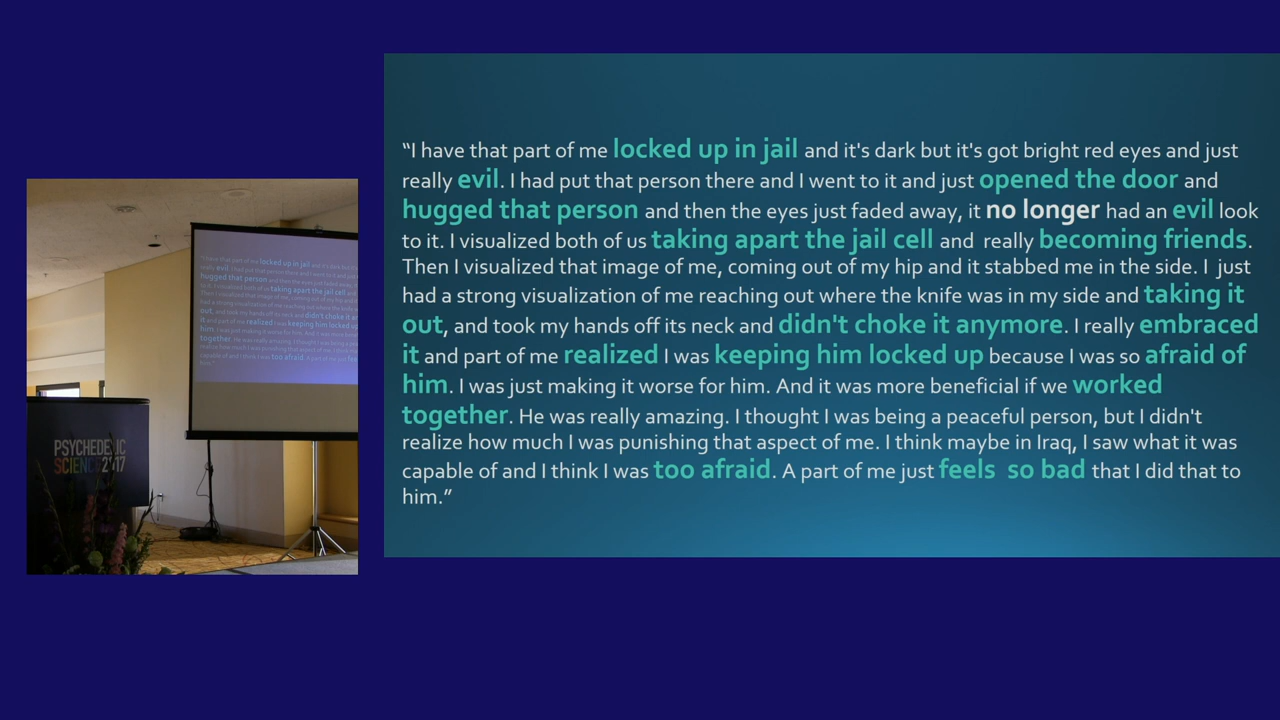 "I have that part of me locked up in jail and it's dark but it's got bright red eyes and just
really evil. I had put that person there and I went to it and just opened the door and
hugged that person and then the eyes just faded away, it no longer had an evil look
to it. I visualized both of us taking apart the jail cell and really becoming friends.
Then I visualized that image of me, coming out of my hip and it stabbed me in the side. I just
had a strong visualization of me reaching out where the knife was in my side and taking it
out, and took my hands off its neck and didn't choke it anymore. I really embraced
it and part of me realized I was keeping him locked up because I was so afraid of
him. I was just making it worse for him. And it was more beneficial if we worked
together. He was really amazing. I thought I was being a peaceful person, but I didn't
realize how much I was punishing that aspect of me. I think maybe in Iraq, I saw what it was
capable of and I think I was too afraid. A part of me just feels so bad that I did that to
him."
PSYCHEDELIC
SCIENCE 2017